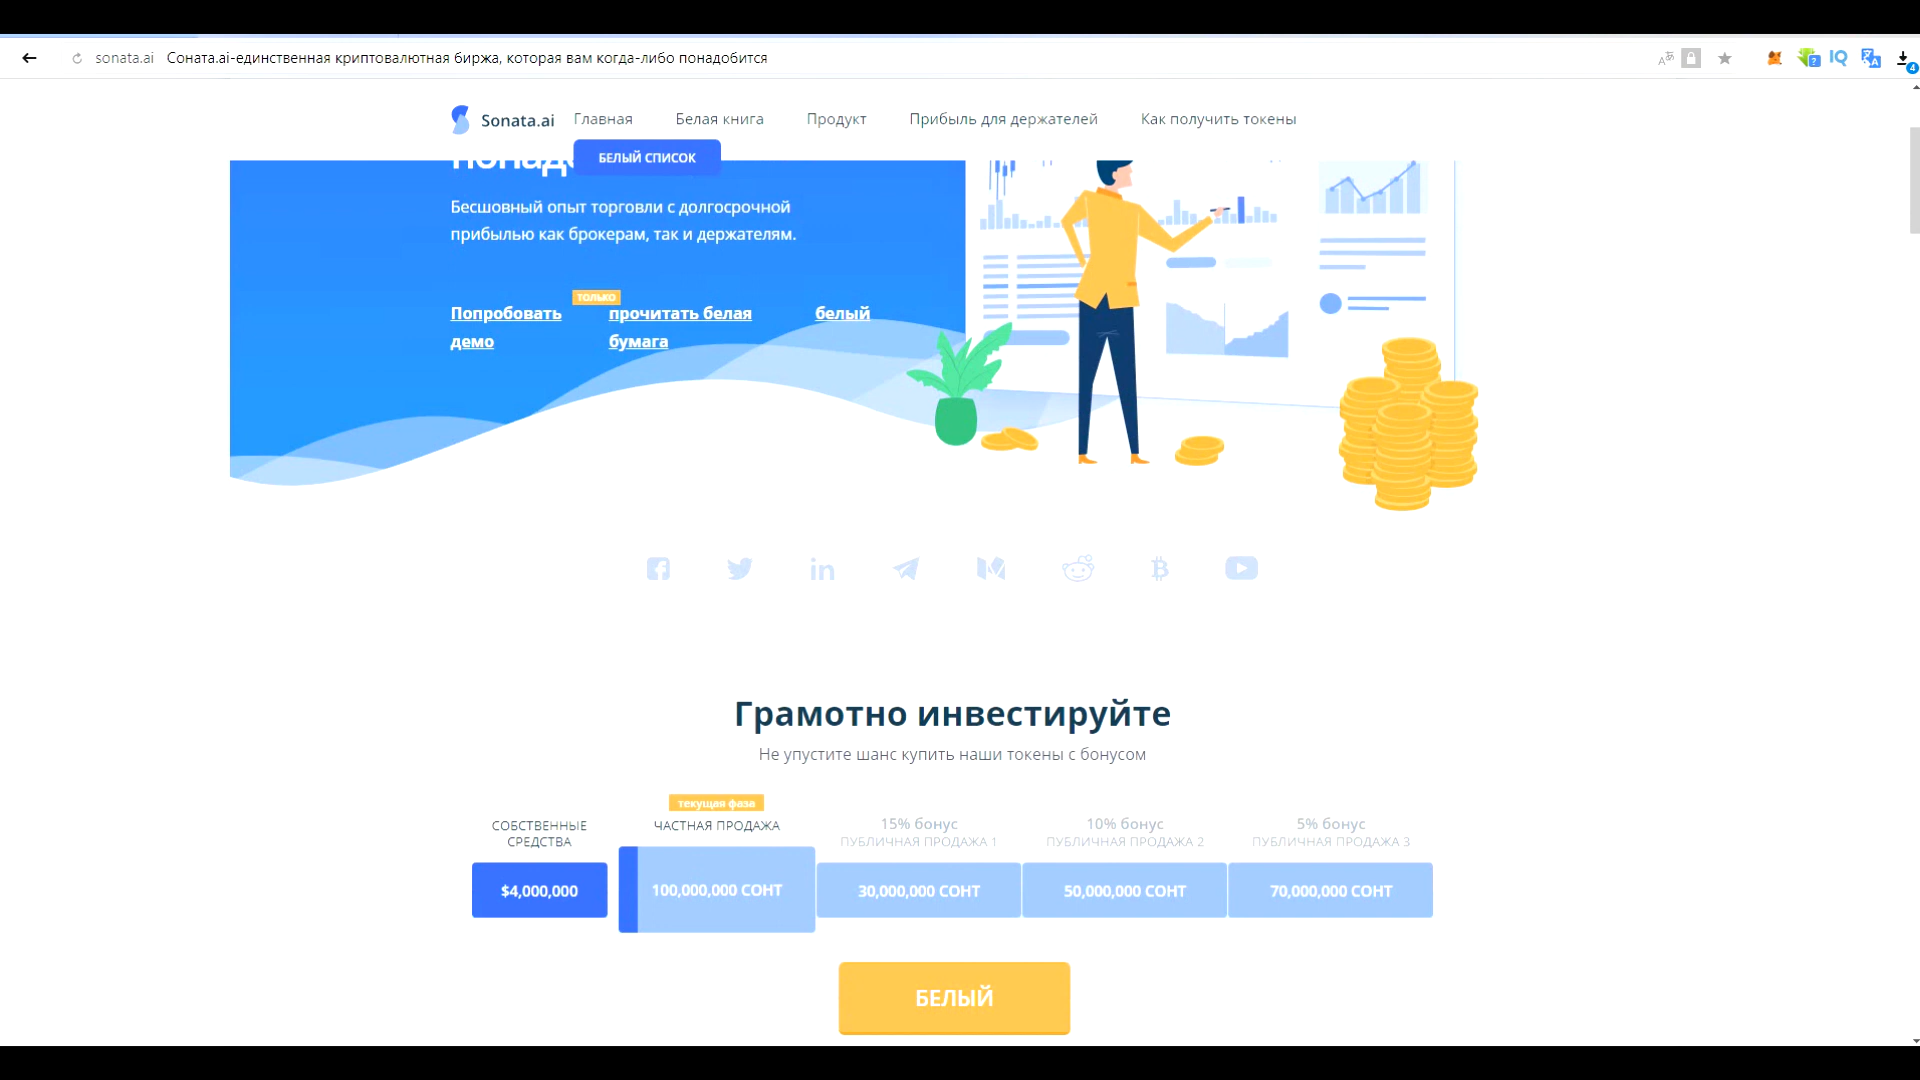 sonata.ai Соната.ai-единственная криптовалютная биржа, которая вам когда-либо понадобится
Sonata.ai Главная Белая книга Продукт Прибыль для держателей Как получить токены
БЕЛЫЙ СПИСОК
Бесшовный опыт торговли с долгосрочной
прибылью как брокерам, так и держателям.
только
Попробовать
демо
прочитать белая
бумага
белый
Грамотно инвестируйте
Не упустите шанс купить наши токены с бонусом
СОБСТВЕННЫЕ
СРЕДСТВА
$4,000,000
текущая фаза
ЧАСТНАЯ ПРОДАЖА
100,000,000 СОНТ
15% бонус
ПУБЛИЧНАЯ ПРОДАЖА 1
30,000,000 СОНТ
10% бонус
ПУБЛИЧНАЯ ПРОДАЖА 2
50,000,000 СОНТ
5% бонус
ПУБЛИЧНАЯ ПРОДАЖА 3
70,000,000 СОНТ
БЕЛЫЙ